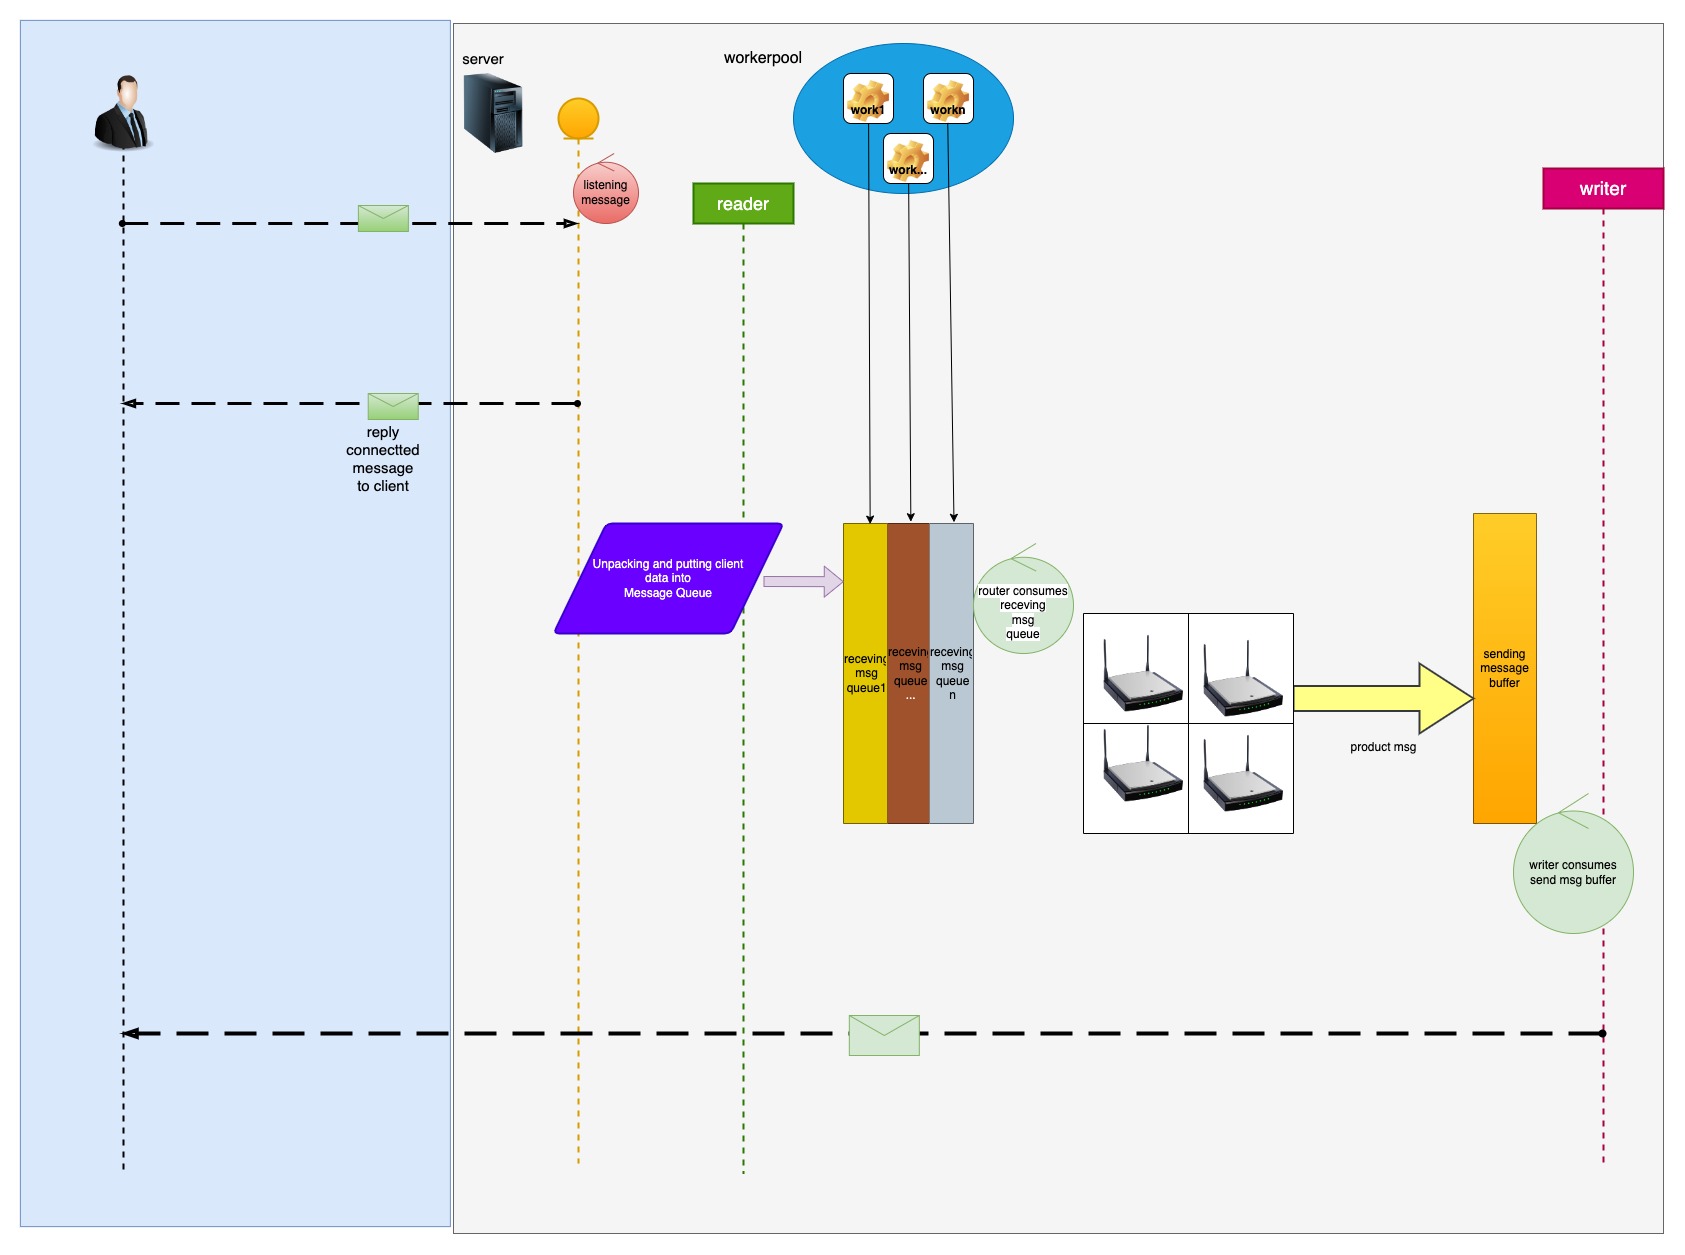 server
workerpool
work1
workn
work...
listening
message
reader
writer
reply
connectted
message
to client
Unpacking and putting client
data into
Message Queue
receving
msg
queue1
receving
msg
queue
...
receving
msg
queue
n
router consumes
receving
msg
queue
sending
message
buffer
product msg
writer consumes
send msg buffer